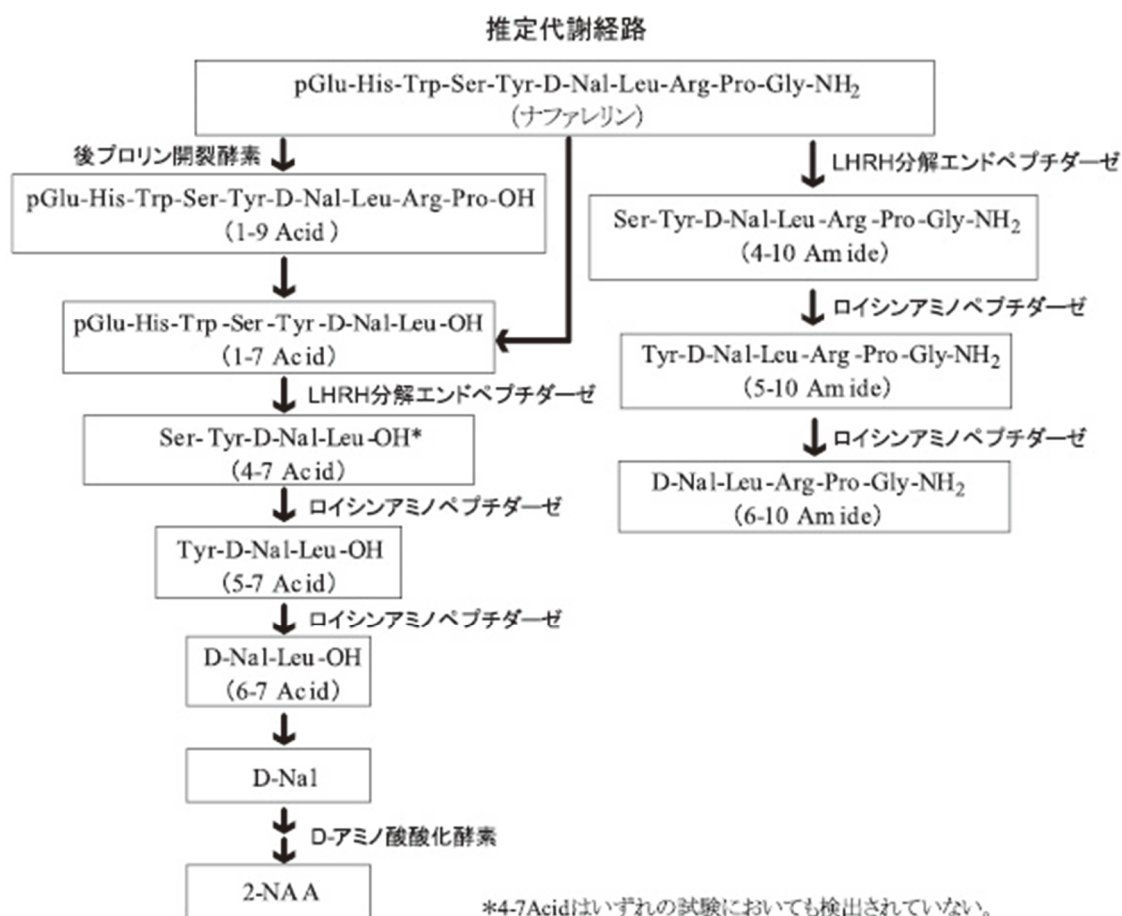 推定代謝経路
pGlu-His-Trp-Ser-Tyr-D-Nal-Leu-Arg-Pro-Gly-NH₂
(ナファレリン)
後プロリン開裂酵素
pGlu-His-Trp-Ser-Tyr-D-Nal-Leu-Arg-Pro-OH
(1-9 Acid)
pGlu-His-Trp-Ser-Tyr-D-Nal-Leu-OH
(1-7 Acid)
LHRH分解エンドペプチダーゼ
Ser-Tyr-D-Nal-Leu-OH*
(4-7 Acid)
ロイシンアミノペプチダーゼ
Tyr-D-Nal-Leu-OH
(5-7 Acid)
ロイシンアミノペプチダーゼ
D-Nal-Leu-OH
(6-7 Acid)
D-Nal
D-アミノ酸酸化酵素
2-NAA
LHRH分解エンドペプチダーゼ
Ser-Tyr-D-Nal-Leu-Arg-Pro-Gly-NH₂
(4-10 Amide)
ロイシンアミノペプチダーゼ
Tyr-D-Nal-Leu-Arg-Pro-Gly-NH₂
(5-10 Amide)
ロイシンアミノペプチダーゼ
D-Nal-Leu-Arg-Pro-Gly-NH₂
(6-10 Amide)
*4-7Acidはいずれの試験においても検出されていない。